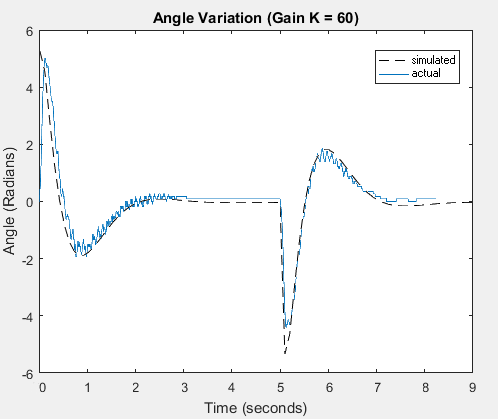 Angle Variation (Gain K = 60)
simulated
actual
6
4
2
0
-2
-4
-6
Angle (Radians)
0 1 2 3 4 5 6 7 8 9
Time (seconds)